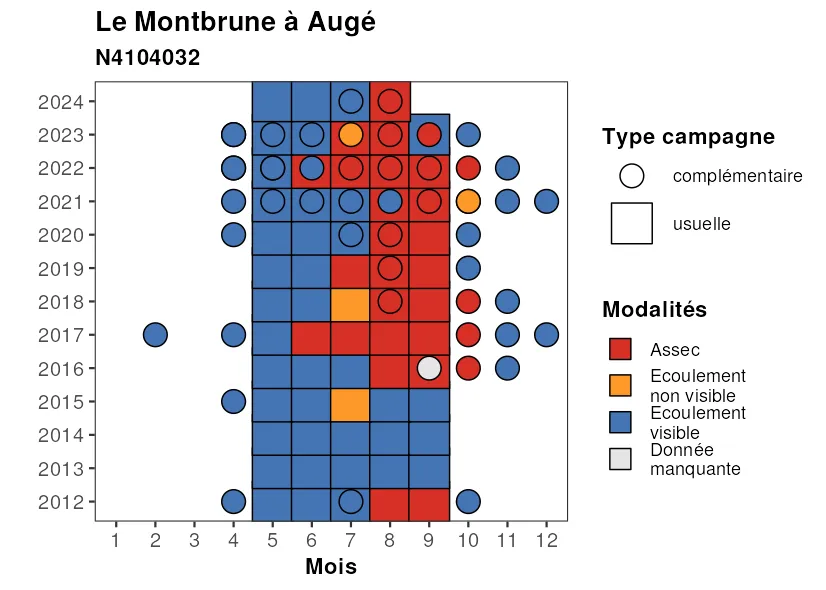 Le Montbrune à Augé
N4104032
2024
2023
2022
2021
2020
2019
2018
2017
2016
2015
2014
2013
2012
1 2 3 4 5 6 7 8 9 10 11 12
Mois
Type campagne
complémentaire
usuelle
Modalités
Assec
Ecoulement
non visible
Ecoulement
visible
Donnée
manquante